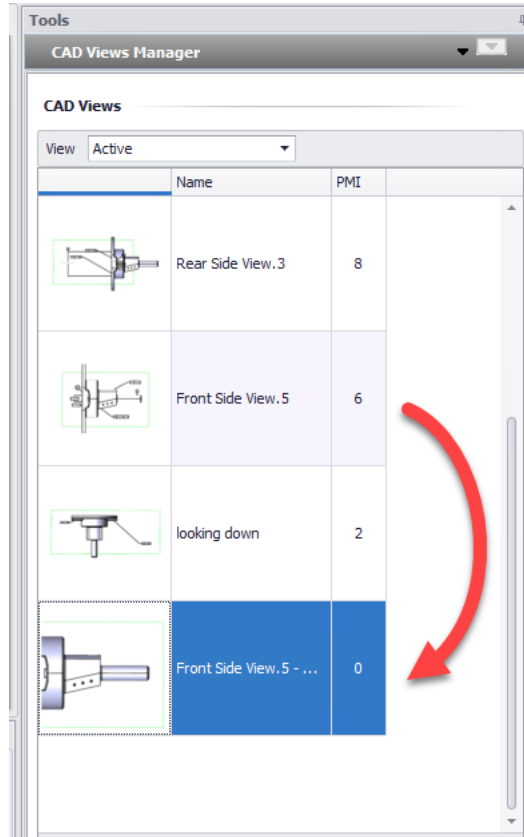 Tools
CAD Views Manager
CAD Views
View Active
Name PMI
Rear Side View.3 8
Front Side View.5 6
looking down 2
Front Side View.5 - ... 0